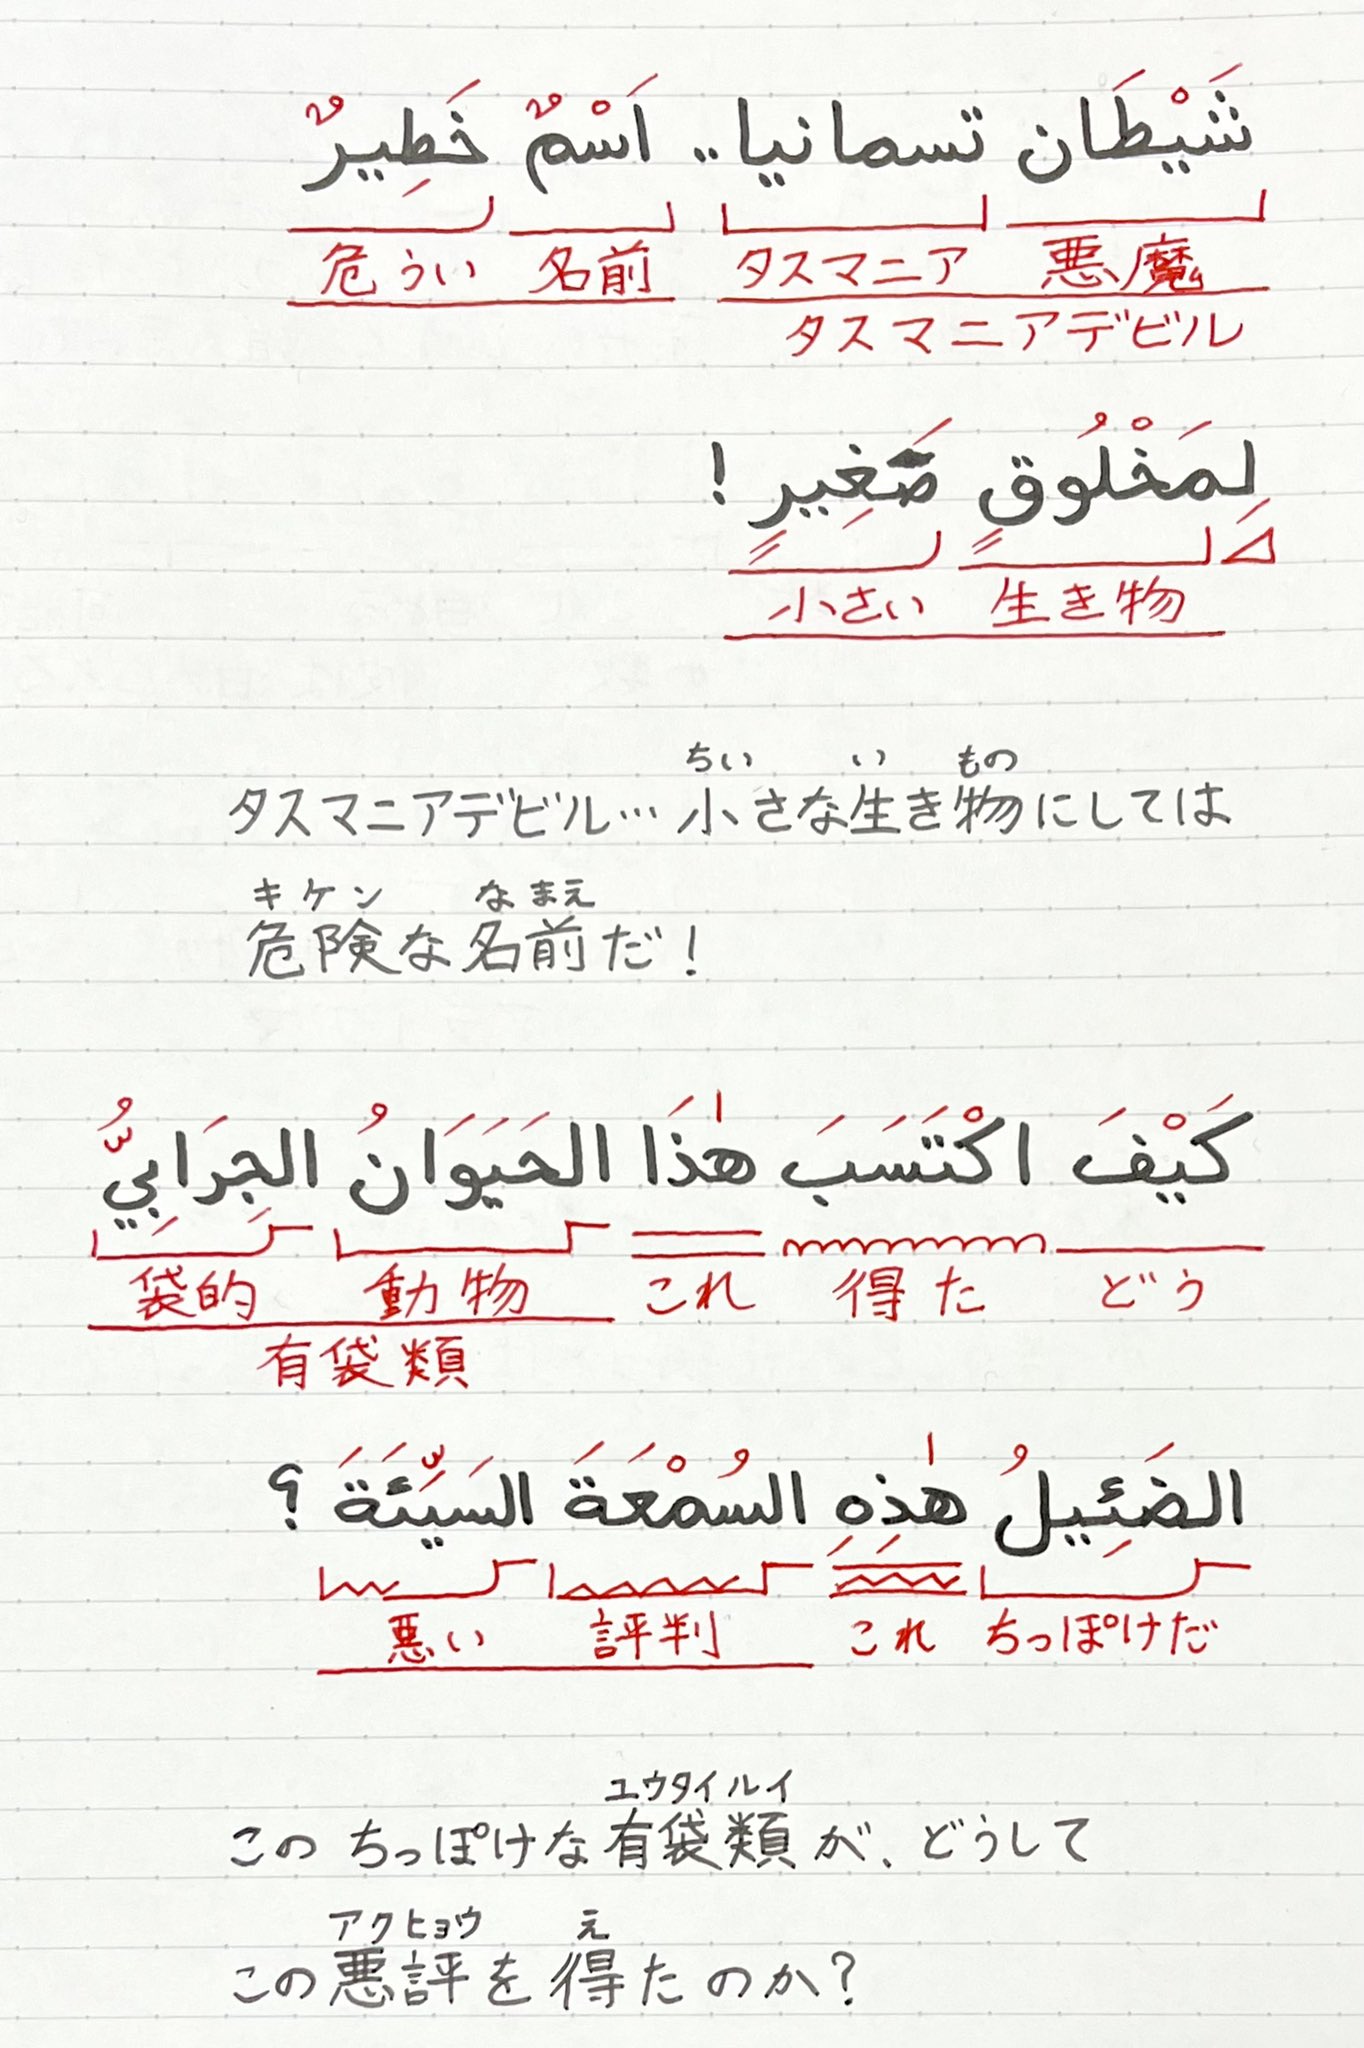 شَيْطَان تسمانيا.. اَسْمٌ خَطِيرٌ
危うい 名前 タスマニア 悪魔
タスマニアデビル
لِمَخْلُوقٍ صَغِيرٍ!
小さい 生き物
ちい い もの
タスマニアデビル…小さな生き物にしては
キケン なまえ
危険な名前だ!
كَيْفَ اكْتَسَبَ هٰذَا الحَيَوَانُ الجِرَابِيُّ
袋的 動物 これ 得た どう
有袋類
الضَئِيلُ هٰذِهِ السُمْعَةَ السَيِّئَةَ؟
悪い 評判 これ ちっぽけだ
ユウタイルイ
このちっぽけな有袋類が、どうして
アクヒョウ え
この悪評を得たのか?